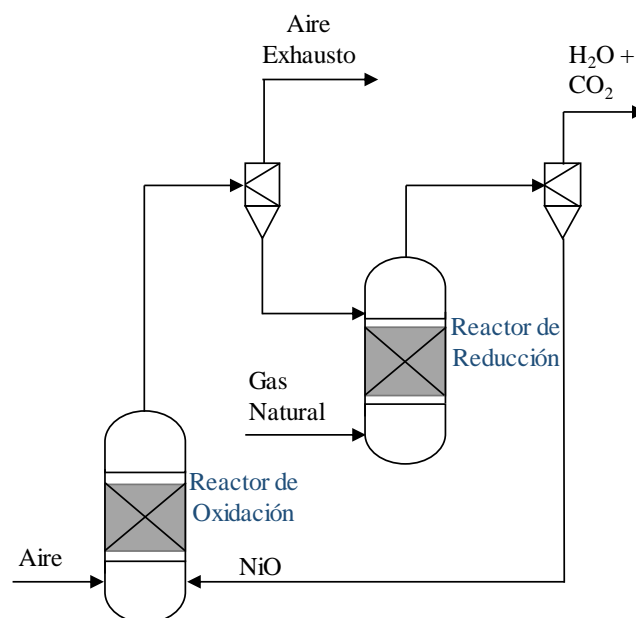 Aire
Exhausto
H₂O +
CO₂
Reactor de
Reducción
Gas
Natural
Reactor de
Oxidación
Aire
NiO